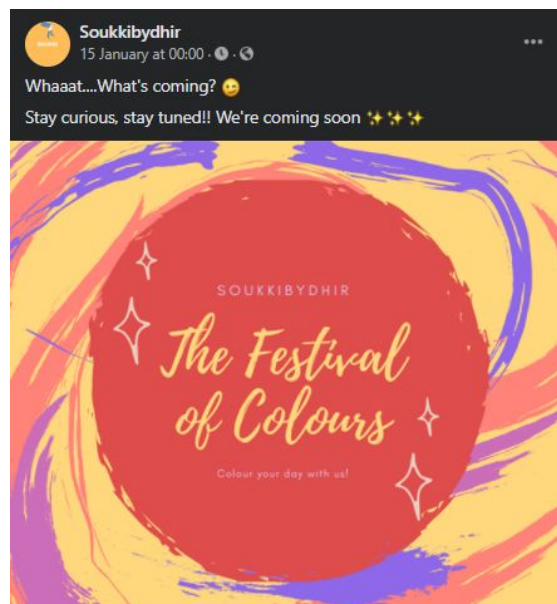 Soukkibydhir
15 January at 00:00 · ·
Whaaat....What's coming? 😉
Stay curious, stay tuned!! We're coming soon ✨✨✨
SOUKKIBYDHIR
The Festival
of Colours
Colour your day with us!